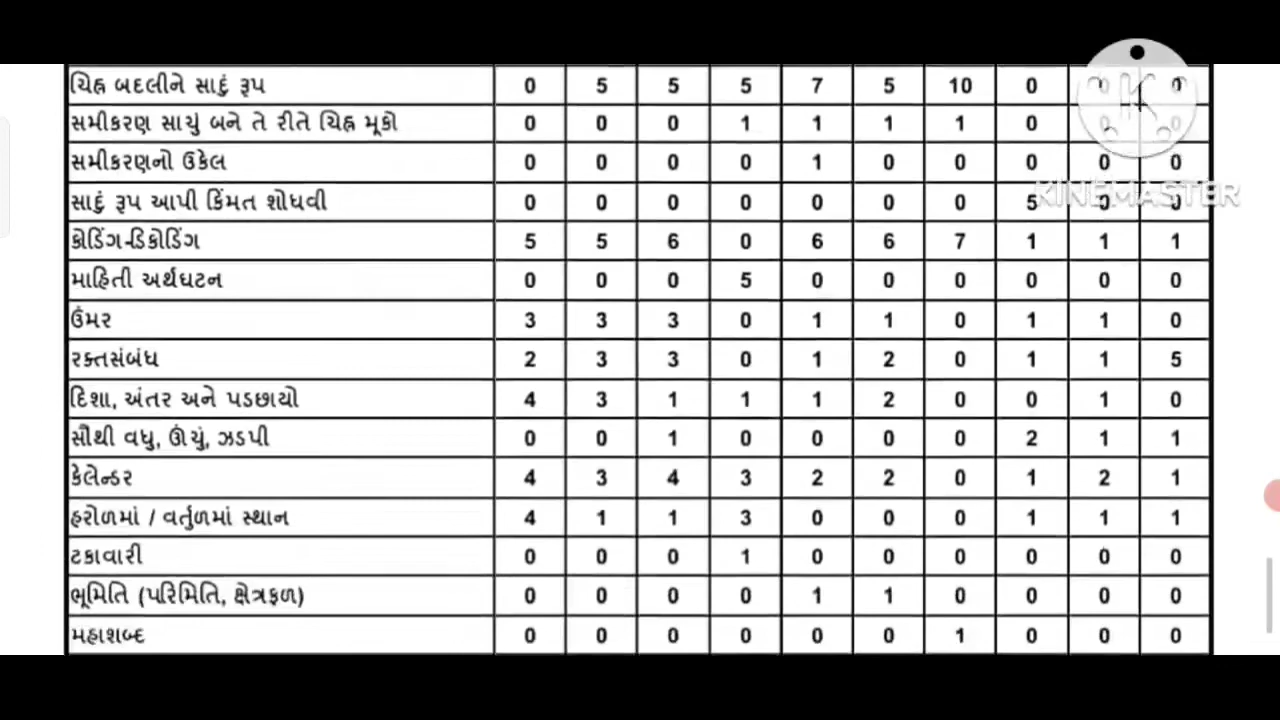 ચિહ્ન બદલીને સાદું રૂપ 0 5 5 5 7 5 10 0 0
સમીકરણ સાચું બને તે રીતે ચિહ્ન મૂકો 0 0 0 1 1 1 1 0 0 0
સમીકરણનો ઉકેલ 0 0 0 0 1 0 0 0 0 0
સાદું રૂપ આપી કિંમત શોધવી 0 0 0 0 0 0 0 5 0 0
KINEMASTER
કોડિંગ-ડિકોડિંગ 5 5 6 0 6 6 7 1 1 1
માહિતી અર્થઘટન 0 0 0 5 0 0 0 0 0 0
ઉંમર 3 3 3 0 1 1 0 1 1 0
રક્તસંબંધ 2 3 3 0 1 2 0 1 1 5
દિશા, અંતર અને પડછાયો 4 3 1 1 1 2 0 0 1 0
સૌથી વધુ, ઊંચું, ઝડપી 0 0 1 0 0 0 0 2 1 1
કેલેન્ડર 4 3 4 3 2 2 0 1 2 1
હરોળમાં / વર્તુળમાં સ્થાન 4 1 1 3 0 0 0 1 1 1
ટકાવારી 0 0 0 1 0 0 0 0 0 0
ભૂમિતિ (પરિમિતિ, ક્ષેત્રફળ) 0 0 0 0 1 1 0 0 0 0
મહાશબ્દ 0 0 0 0 0 0 1 0 0 0